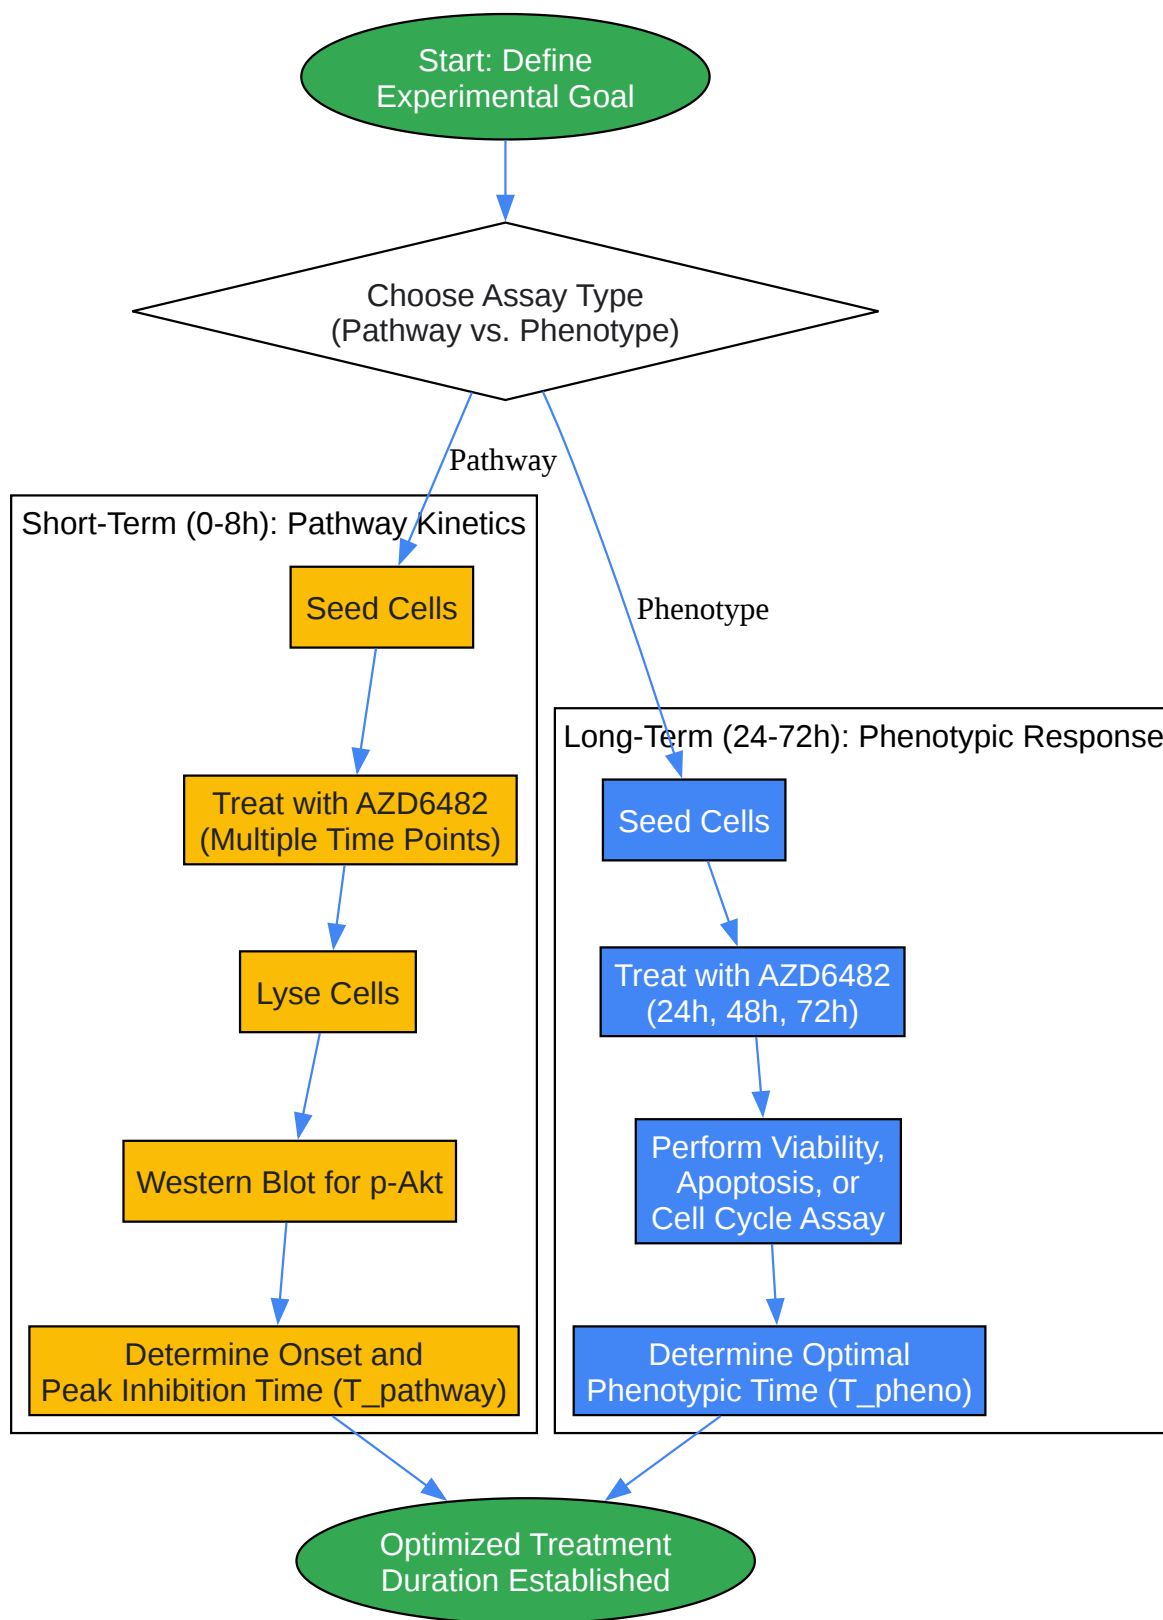 Start: Define
Experimental Goal
Choose Assay Type
(Pathway vs. Phenotype)
Pathway
Short-Term (0-8h): Pathway Kinetics
Seed Cells
Treat with AZD6482
(Multiple Time Points)
Lyse Cells
Western Blot for p-Akt
Determine Onset and
Peak Inhibition Time (T_pathway)
Phenotype
Long-Term (24-72h): Phenotypic Response
Seed Cells
Treat with AZD6482
(24h, 48h, 72h)
Perform Viability,
Apoptosis, or
Cell Cycle Assay
Determine Optimal
Phenotypic Time (T_pheno)
Optimized Treatment
Duration Established